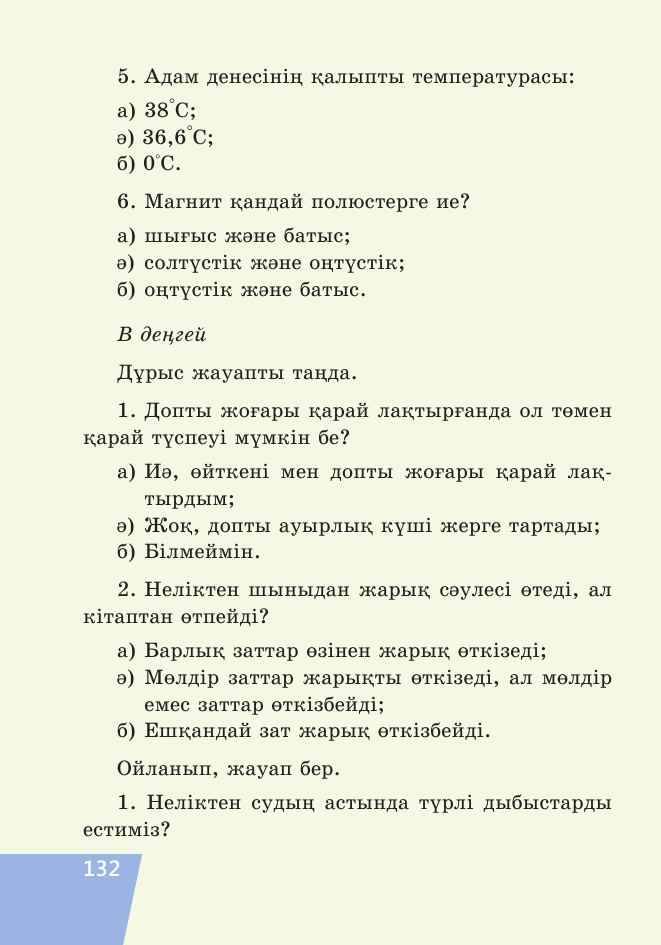 5. Адам денесінің қалыпты температурасы:
а) 38°С;
ә) 36,6°С;
б) 0°С.
6. Магнит қандай полюстерге ие?
а) шығыс және батыс;
ә) солтүстік және оңтүстік;
б) оңтүстік және батыс.
В деңгей
Дұрыс жауапты таңда.
1. Допты жоғары қарай лақтырғанда ол төмен
қарай түспеуі мүмкін бе?
а) Иә, өйткені мен допты жоғары қарай лақ-
тырдым;
ә) Жоқ, допты ауырлық күші жерге тартады;
б) Білмеймін.
2. Неліктен шыныдан жарық сәулесі өтеді, ал
кітаптан өтпейді?
а) Барлық заттар өзінен жарық өткізеді;
ә) Мөлдір заттар жарықты өткізеді, ал мөлдір
емес заттар өткізбейді;
б) Ешқандай зат жарық өткізбейді.
Ойланып, жауап бер.
1. Неліктен судың астында түрлі дыбыстарды
естиміз?
132